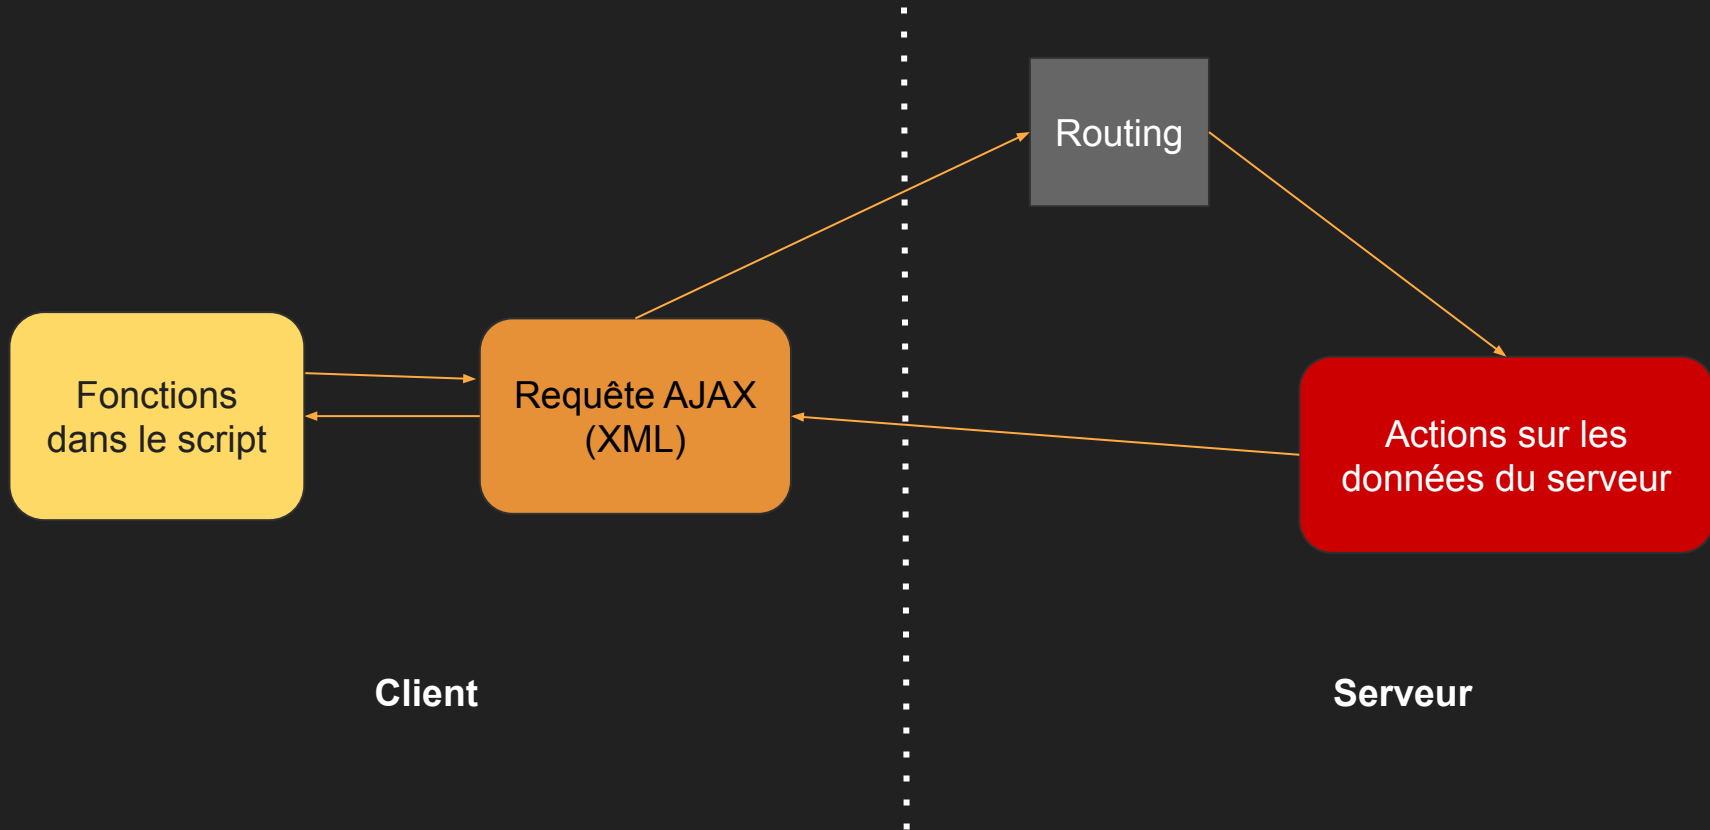 Routing
Fonctions
dans le script
Requête AJAX
(XML)
Actions sur les
données du serveur
Client
Serveur